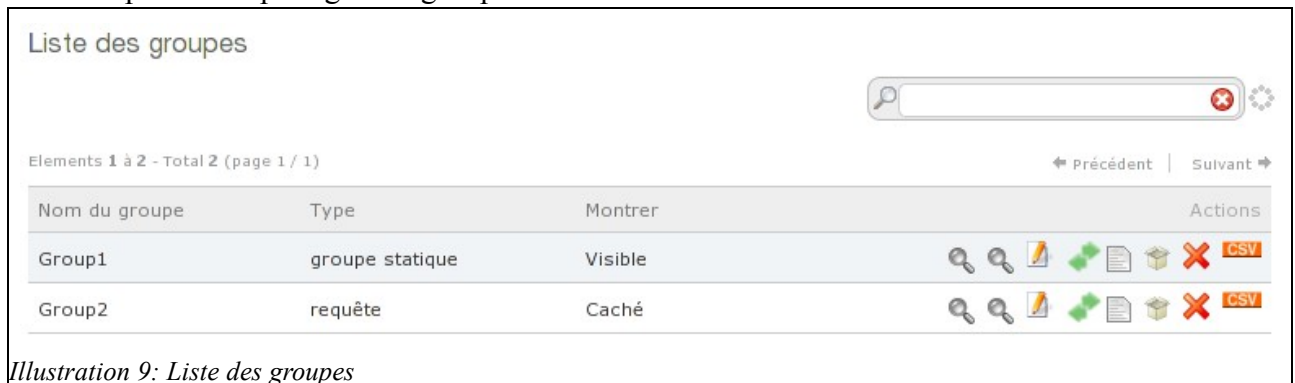 Liste des groupes
Elements 1 à 2 - Total 2 (page 1 / 1)
Précédent | Suivant
Nom du groupe Type Montrer Actions
Group1 groupe statique Visible CSV
Group2 requête Caché CSV
Illustration 9: Liste des groupes